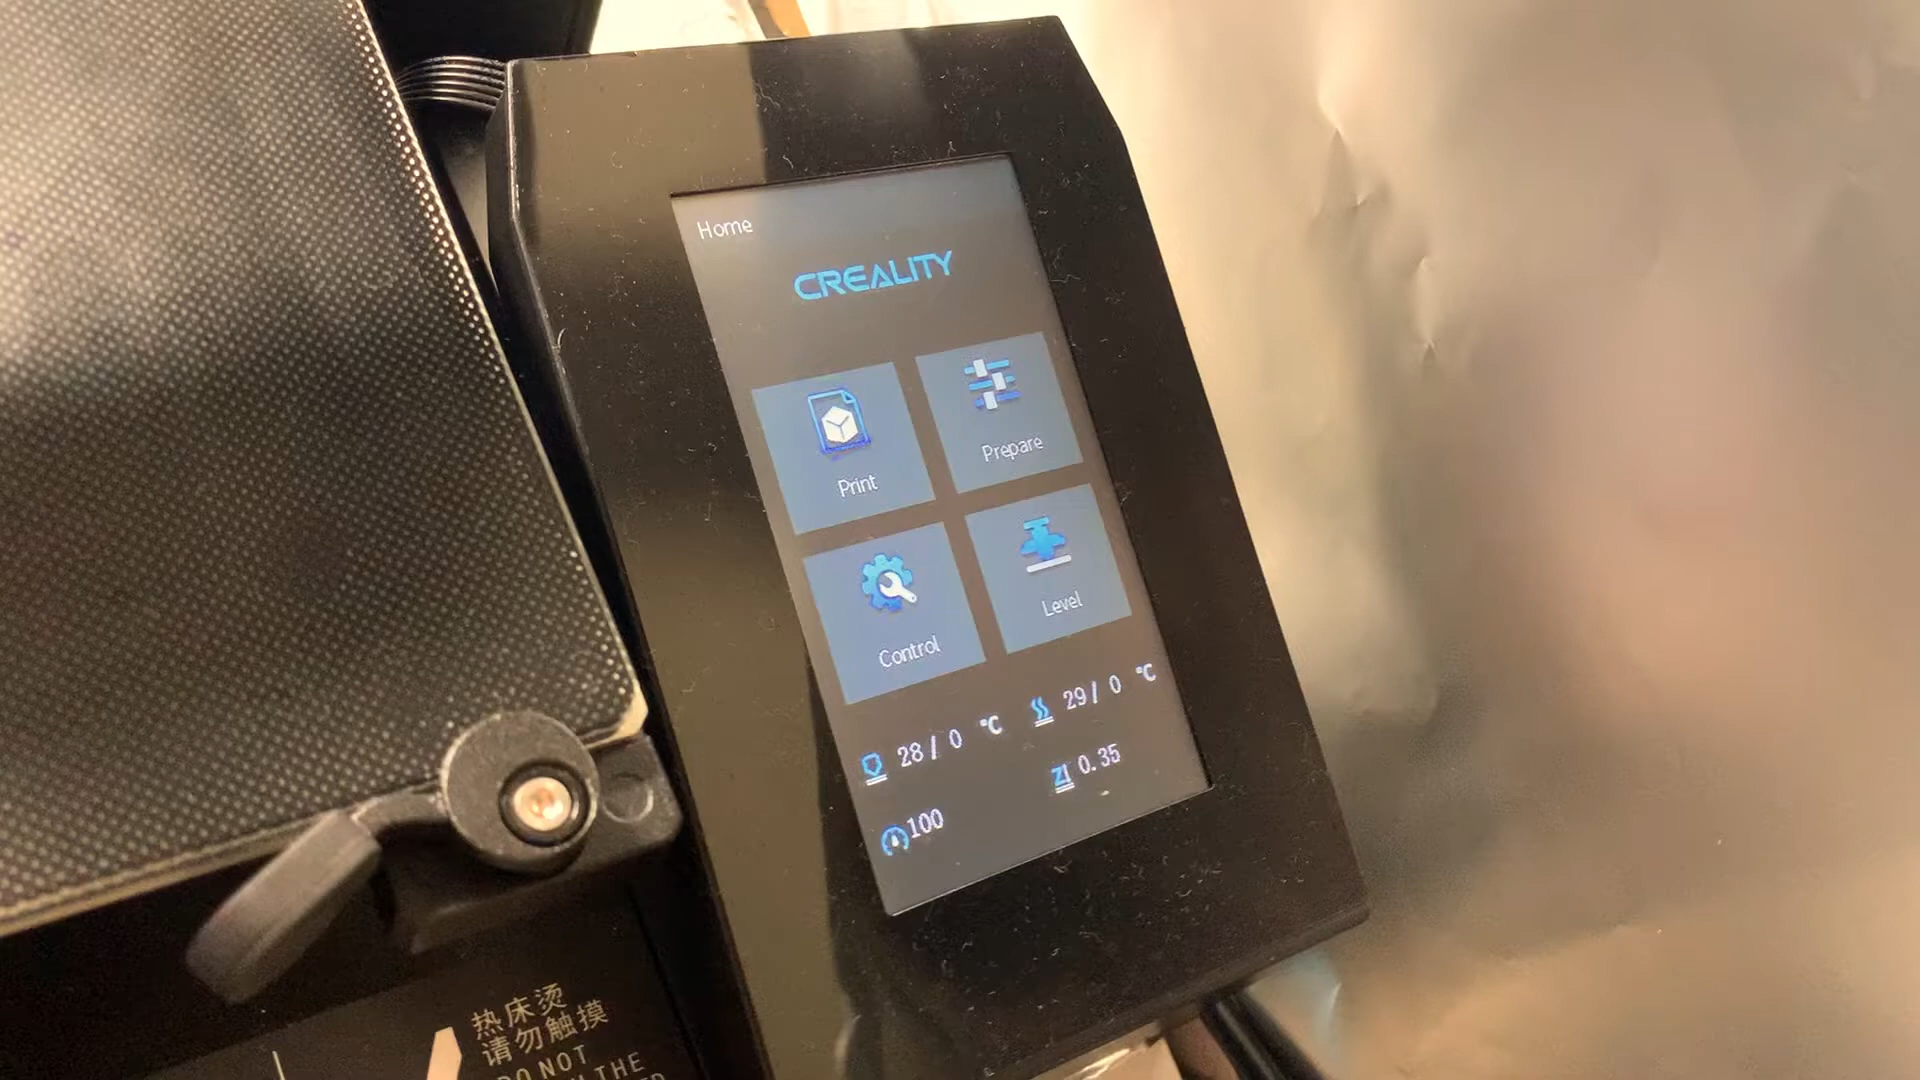 Home
CREALITY
Print
Prepare
Control
Level
28 / 0 °C
29 / 0 °C
100
0.35
热床烫
请勿触摸
DO NOT
THE